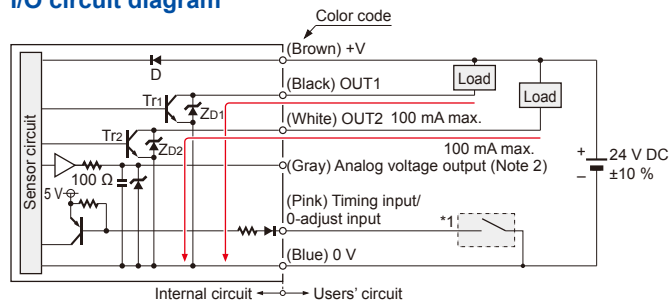 I/O circuit diagram
Color code
(Brown) +V
D
(Black) OUT1
Load
Load
Tr1
ZD1
(White) OUT2
100 mA max.
Tr2
ZD2
100 mA max.
Sensor circuit
(Gray) Analog voltage output (Note 2)
+
–
24 V DC
±10 %
100 Ω
5 V
(Pink) Timing input/
0-adjust input
*1
(Blue) 0 V
Internal circuit
Users' circuit